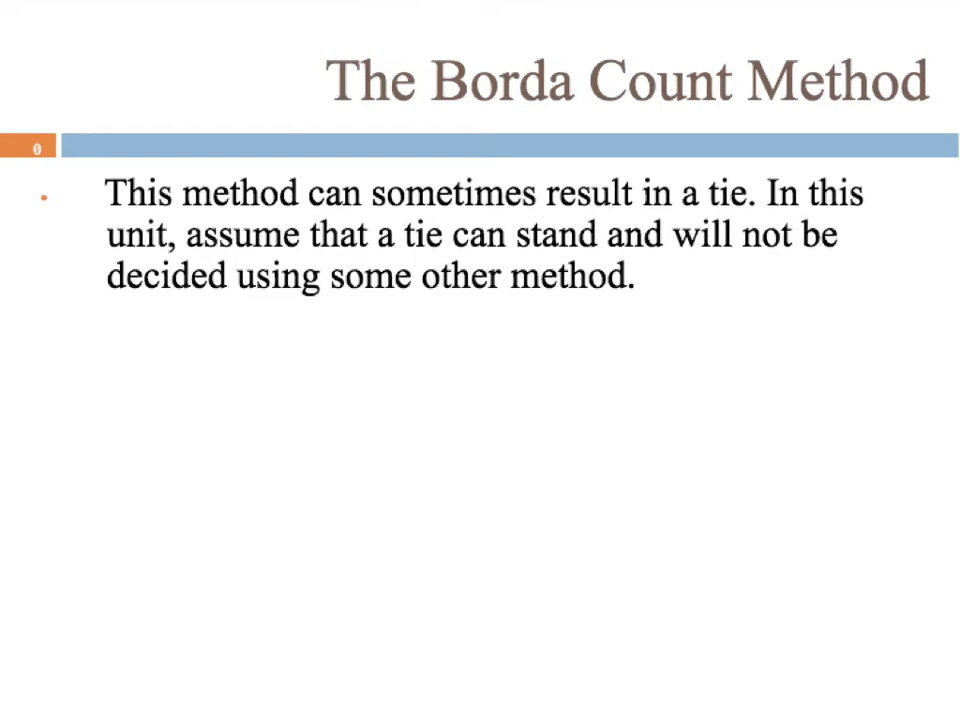 The Borda Count Method
0
• This method can sometimes result in a tie. In this
unit, assume that a tie can stand and will not be
decided using some other method.